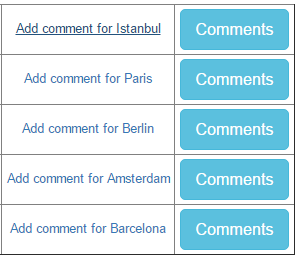 Add comment for Istanbul Comments
Add comment for Paris Comments
Add comment for Berlin Comments
Add comment for Amsterdam Comments
Add comment for Barcelona Comments